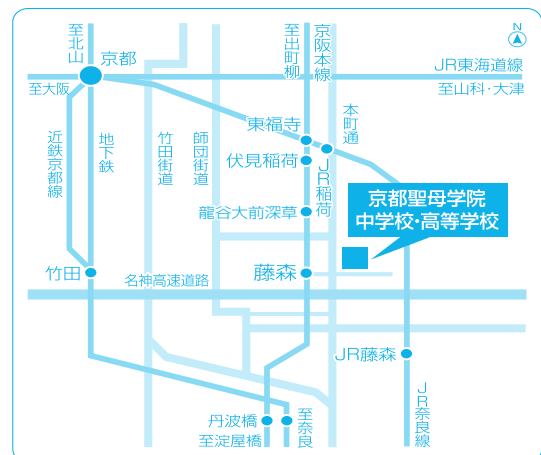 至北山
京都
至出町柳
京阪本線
N
JR東海道線
至大阪
至山科・大津
近鉄京都線
地下鉄
竹田街道
師団街道
東福寺
本町通
伏見稲荷
JR稲荷
龍谷大前深草
京都聖母学院
中学校・高等学校
竹田
藤森
名神高速道路
JR藤森
JR奈良線
丹波橋
至奈良
至淀屋橋